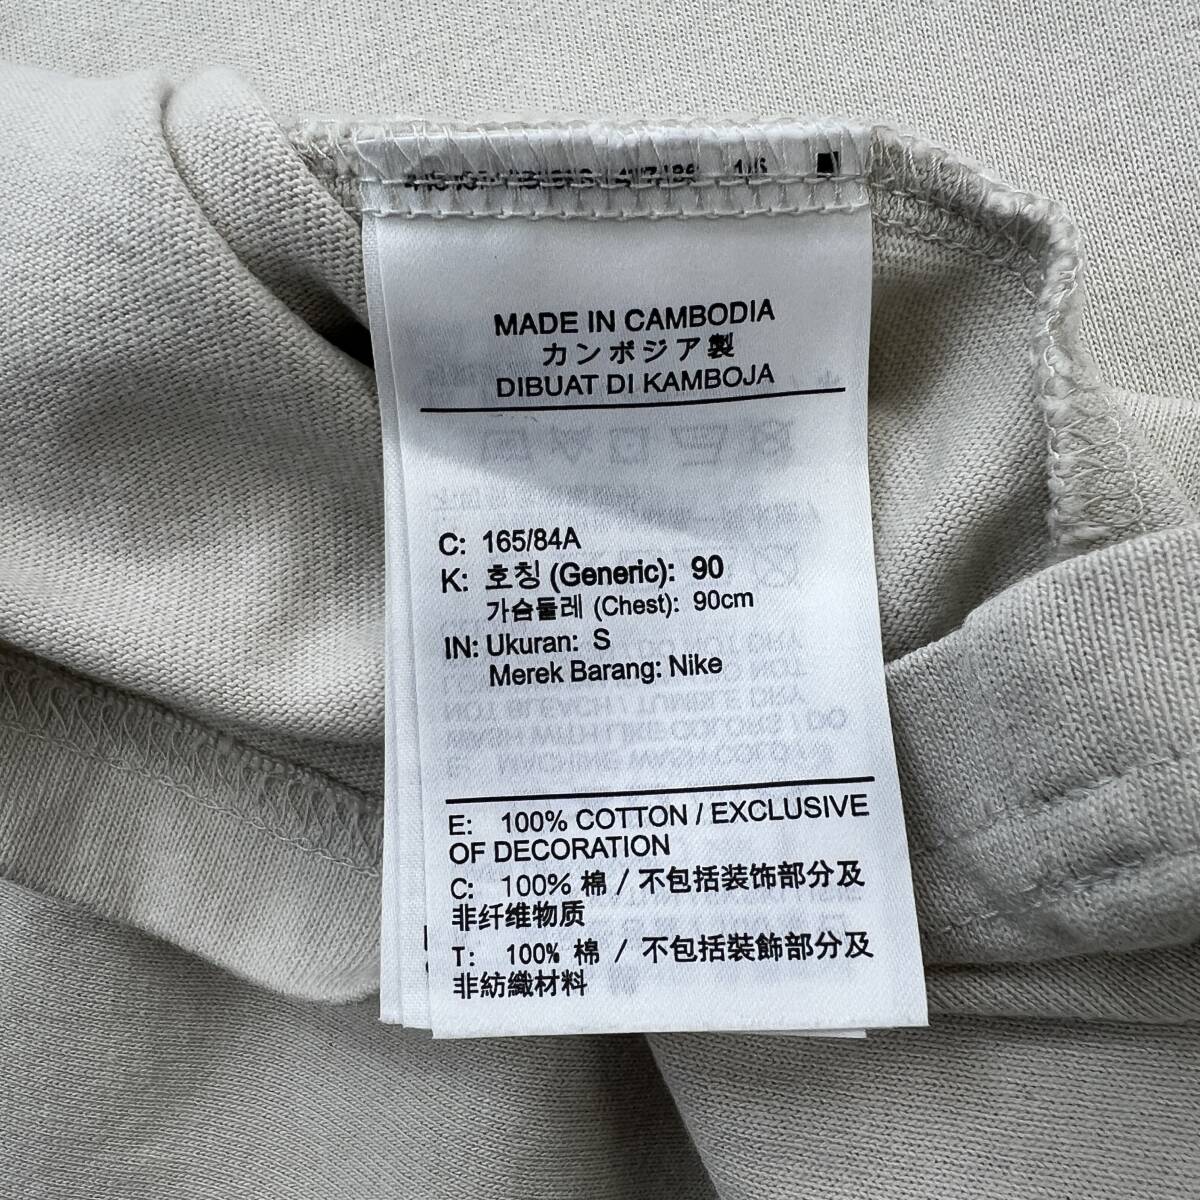 MADE IN CAMBODIA
カンボジア製
DIBUAT DI KAMBOJA
C: 165/84A
K: 호칭 (Generic): 90
가슴둘레 (Chest): 90cm
IN: Ukuran: S
Merek Barang: Nike
E: 100% COTTON / EXCLUSIVE
OF DECORATION
C: 100% 棉 / 不包括装饰部分及
非纤维物质
T: 100% 棉 / 不包括裝飾部分及
非紡織材料